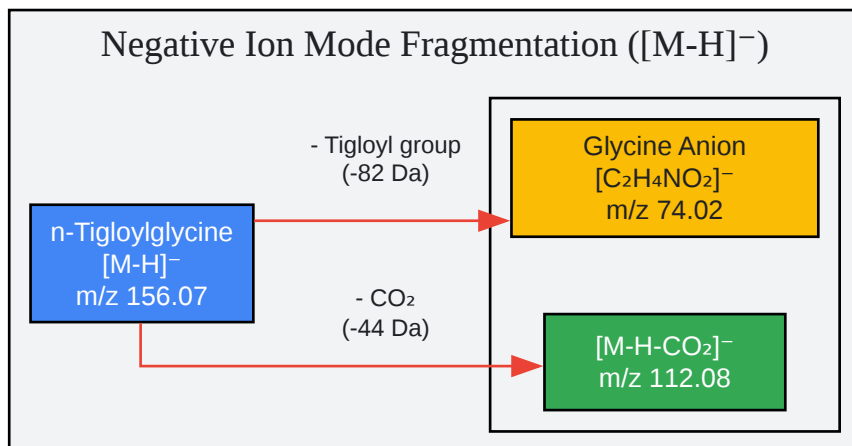 Negative Ion Mode Fragmentation ([M-H]⁻)
- Tigloyl group
(-82 Da)
Glycine Anion
[C₂H₄NO₂]⁻
m/z 74.02
n-Tigloylglycine
[M-H]⁻
m/z 156.07
- CO₂
(-44 Da)
[M-H-CO₂]⁻
m/z 112.08